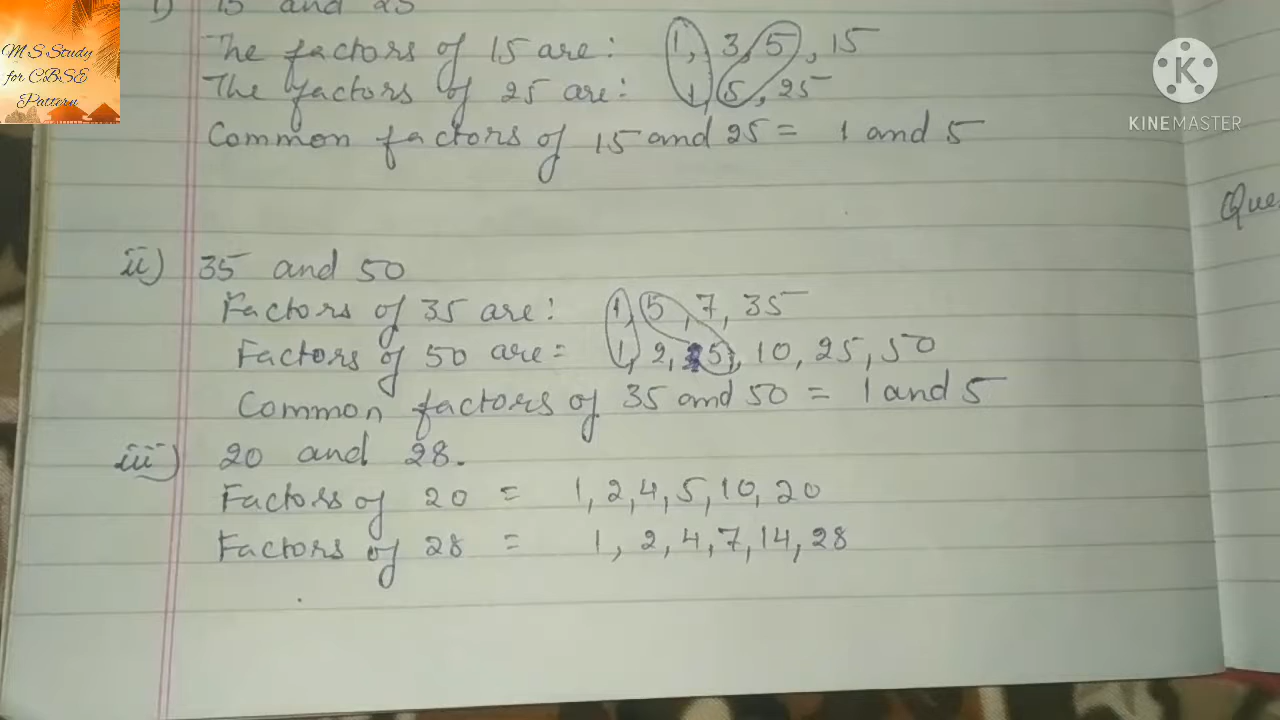 i) 15 and 25
The factors of 15 are: 1, 3, 5, 15
The factors of 25 are: 1, 5, 25
Common factors of 15 and 25 = 1 and 5
ii) 35 and 50
Factors of 35 are: 1, 5, 7, 35
Factors of 50 are = 1, 2, 5, 10, 25, 50
Common factors of 35 and 50 = 1 and 5
iii) 20 and 28.
Factors of 20 = 1, 2, 4, 5, 10, 20
Factors of 28 = 1, 2, 4, 7, 14, 28
M S Study
for C.B.S.E
Pattern
K
KINEMASTER